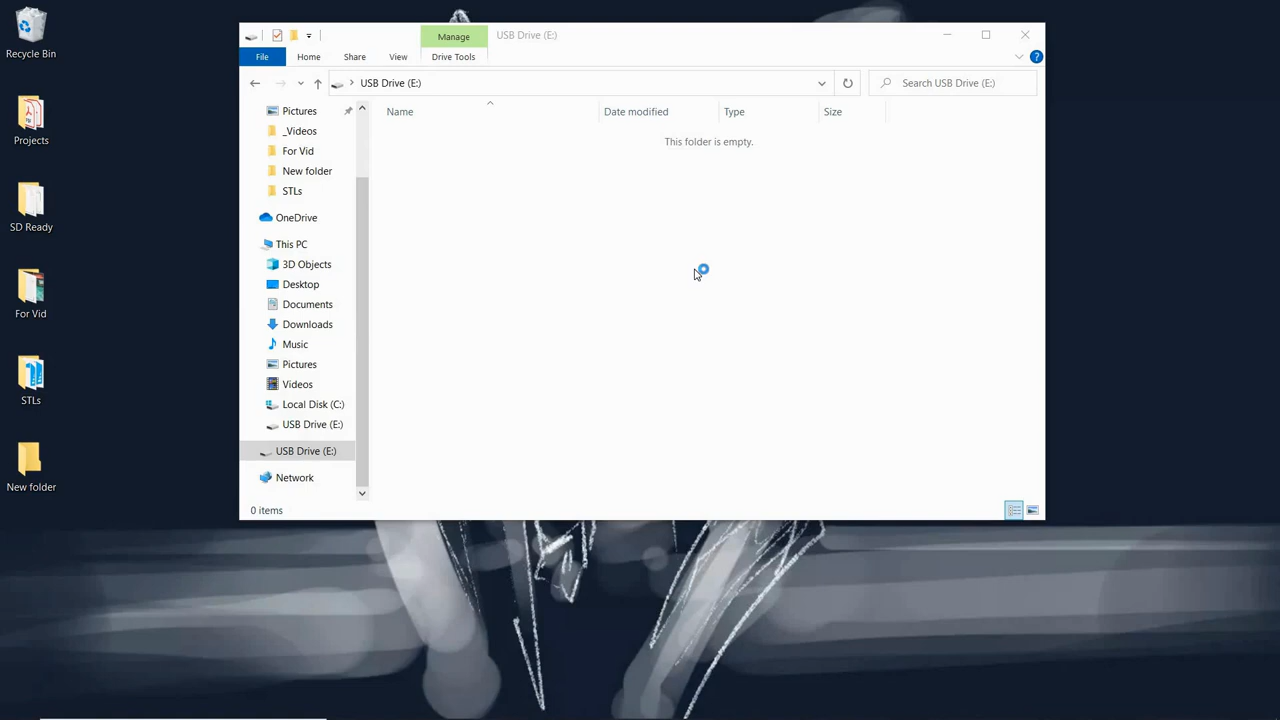 Recycle Bin
Projects
SD Ready
For Vid
STLs
New folder
Manage
USB Drive (E:)
File
Home
Share
View
Drive Tools
USB Drive (E:)
Search USB Drive (E:)
Pictures
_Videos
For Vid
New folder
STLs
OneDrive
This PC
3D Objects
Desktop
Documents
Downloads
Music
Pictures
Videos
Local Disk (C:)
USB Drive (E:)
USB Drive (E:)
Network
Name
Date modified
Type
Size
This folder is empty.
0 items